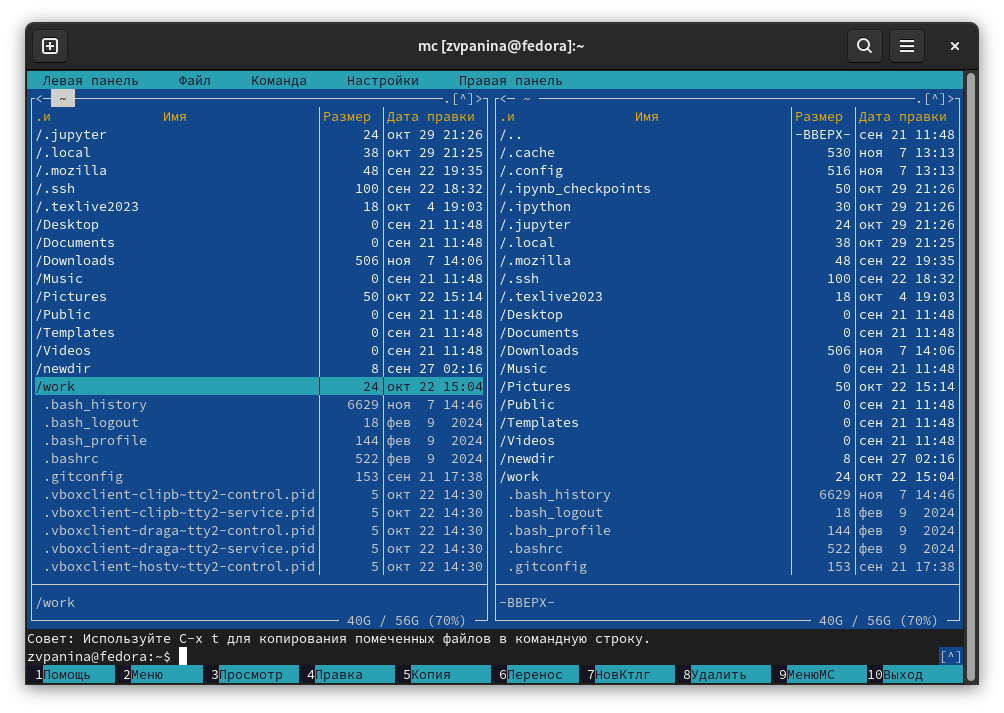 mc [zvpanina@fedora]:~
Левая панель Файл Команда Настройки Правая панель
<— ~ .[^]> <— ~ .[^]>
.и Имя Размер Дата правки .и Имя Размер Дата правки
/.jupyter 24 окт 29 21:26 /.. -ВВЕРХ- сен 21 11:48
/.local 38 окт 29 21:25 /.cache 530 ноя 7 13:13
/.mozilla 48 сен 22 19:35 /.config 516 ноя 7 13:13
/.ssh 100 сен 22 18:32 /.ipynb_checkpoints 50 окт 29 21:26
/.texlive2023 18 окт 4 19:03 /.ipython 30 окт 29 21:26
/Desktop 0 сен 21 11:48 /.jupyter 24 окт 29 21:26
/Documents 0 сен 21 11:48 /.local 38 окт 29 21:25
/Downloads 506 ноя 7 14:06 /.mozilla 48 сен 22 19:35
/Music 0 сен 21 11:48 /.ssh 100 сен 22 18:32
/Pictures 50 окт 22 15:14 /.texlive2023 18 окт 4 19:03
/Public 0 сен 21 11:48 /Desktop 0 сен 21 11:48
/Templates 0 сен 21 11:48 /Documents 0 сен 21 11:48
/Videos 0 сен 21 11:48 /Downloads 506 ноя 7 14:06
/newdir 8 сен 27 02:16 /Music 0 сен 21 11:48
/work 24 окт 22 15:04 /Pictures 50 окт 22 15:14
.bash_history 6629 ноя 7 14:46 /Public 0 сен 21 11:48
.bash_logout 18 фев 9 2024 /Templates 0 сен 21 11:48
.bash_profile 144 фев 9 2024 /Videos 0 сен 21 11:48
.bashrc 522 фев 9 2024 /newdir 8 сен 27 02:16
.gitconfig 153 сен 21 17:38 /work 24 окт 22 15:04
.vboxclient-clipb~tty2-control.pid 5 окт 22 14:30 .bash_history 6629 ноя 7 14:46
.vboxclient-clipb~tty2-service.pid 5 окт 22 14:30 .bash_logout 18 фев 9 2024
.vboxclient-draga~tty2-control.pid 5 окт 22 14:30 .bash_profile 144 фев 9 2024
.vboxclient-draga~tty2-service.pid 5 окт 22 14:30 .bashrc 522 фев 9 2024
.vboxclient-hostv~tty2-control.pid 5 окт 22 14:30 .gitconfig 153 сен 21 17:38
/work -ВВЕРХ-
40G / 56G (70%) 40G / 56G (70%)
Совет: Используйте C-x t для копирования помеченных файлов в командную строку.
zvpanina@fedora:~$ [^]
1Помощь 2Меню 3Просмотр 4Правка 5Копия 6Перенос 7НовКтлг 8Удалить 9МенюМС 10Выход